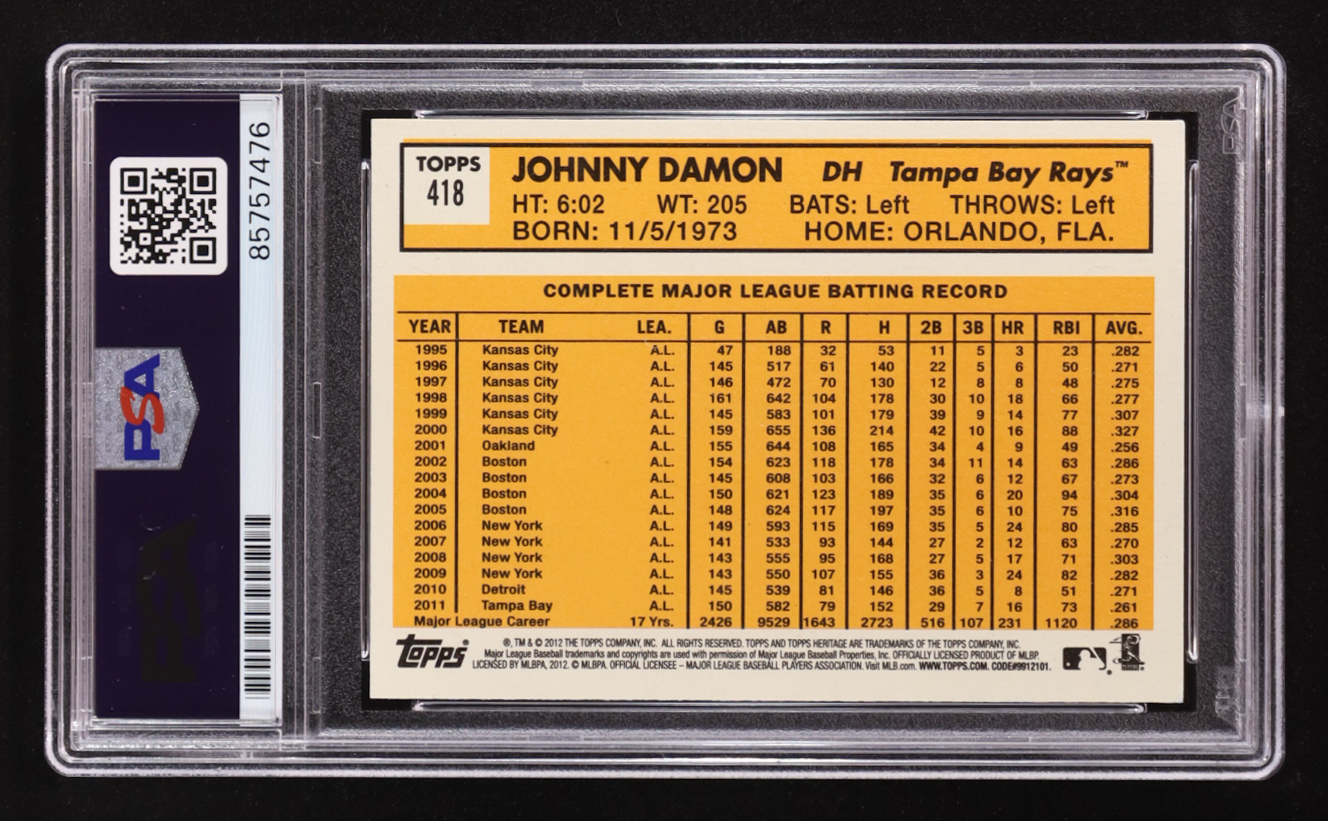 85757476
PSA
TOPPS
418
JOHNNY DAMON DH Tampa Bay Rays™
HT: 6:02 WT: 205 BATS: Left THROWS: Left
BORN: 11/5/1973 HOME: ORLANDO, FLA.
COMPLETE MAJOR LEAGUE BATTING RECORD
YEAR TEAM LEA. G AB R H 2B 3B HR RBI AVG.
1995 Kansas City A.L. 47 188 32 53 11 5 3 23 .282
1996 Kansas City A.L. 145 517 61 140 22 5 6 50 .271
1997 Kansas City A.L. 146 472 70 130 12 8 8 48 .275
1998 Kansas City A.L. 161 642 104 178 30 10 18 66 .277
1999 Kansas City A.L. 145 583 101 179 39 9 14 77 .307
2000 Kansas City A.L. 159 655 136 214 42 10 16 88 .327
2001 Oakland A.L. 155 644 108 165 34 4 9 49 .256
2002 Boston A.L. 154 623 118 178 34 11 14 63 .286
2003 Boston A.L. 145 608 103 166 32 6 12 67 .273
2004 Boston A.L. 150 621 123 189 35 6 20 94 .304
2005 Boston A.L. 148 624 117 197 35 6 10 75 .316
2006 New York A.L. 149 593 115 169 35 5 24 80 .285
2007 New York A.L. 141 533 93 144 27 2 12 63 .270
2008 New York A.L. 143 555 95 168 27 5 17 71 .303
2009 New York A.L. 143 550 107 155 36 3 24 82 .282
2010 Detroit A.L. 145 539 81 146 36 5 8 51 .271
2011 Tampa Bay A.L. 150 582 79 152 29 7 16 73 .261
Major League Career 17 Yrs. 2426 9529 1643 2723 516 107 231 1120 .286
Topps
®, TM & © 2012 THE TOPPS COMPANY, INC. ALL RIGHTS RESERVED. TOPPS AND TOPPS HERITAGE ARE TRADEMARKS OF THE TOPPS COMPANY, INC.
Major League Baseball trademarks and copyrights are used with permission of Major League Baseball Properties, Inc. OFFICIALLY LICENSED PRODUCT OF MLBP.
LICENSED BY MLBPA, 2012. © MLBPA. OFFICIAL LICENSEE – MAJOR LEAGUE BASEBALL PLAYERS ASSOCIATION. Visit MLB.com. WWW.TOPPS.COM. CODE#9912101.